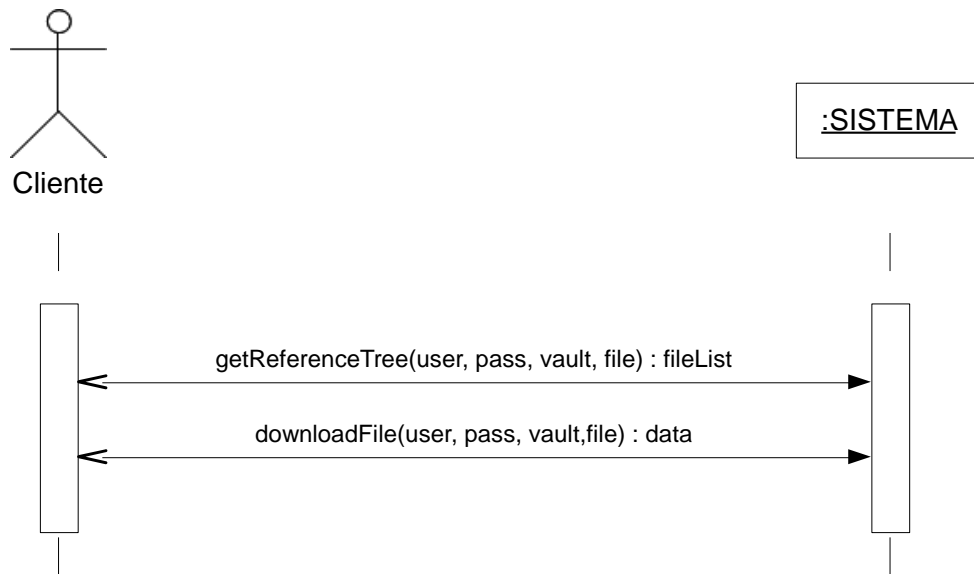 Cliente
:SISTEMA
getReferenceTree(user, pass, vault, file) : fileList
downloadFile(user, pass, vault,file) : data